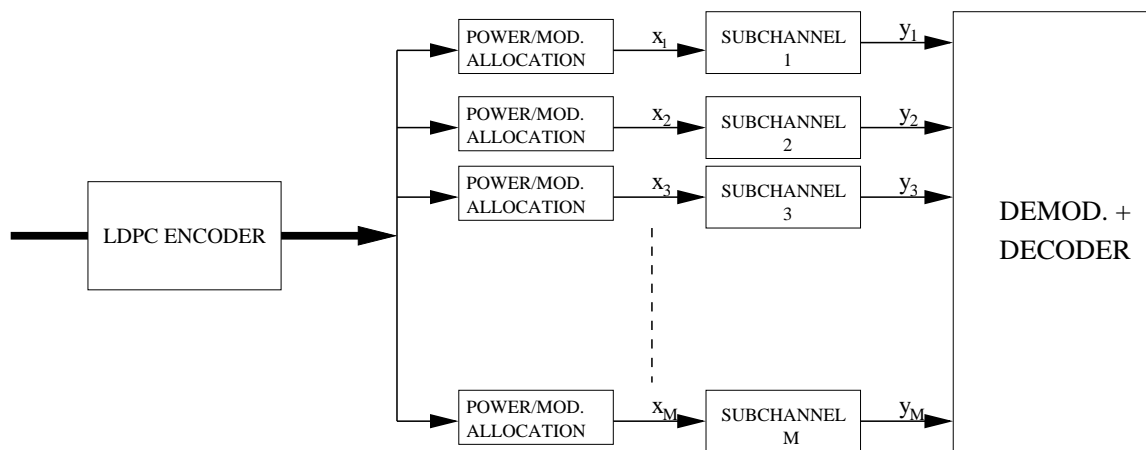 POWER/MOD.
ALLOCATION
x1
SUBCHANNEL
1
y1
POWER/MOD.
ALLOCATION
x2
SUBCHANNEL
2
y2
POWER/MOD.
ALLOCATION
x3
SUBCHANNEL
3
y3
LDPC ENCODER
DEMOD. +
DECODER
POWER/MOD.
ALLOCATION
xM
SUBCHANNEL
M
yM